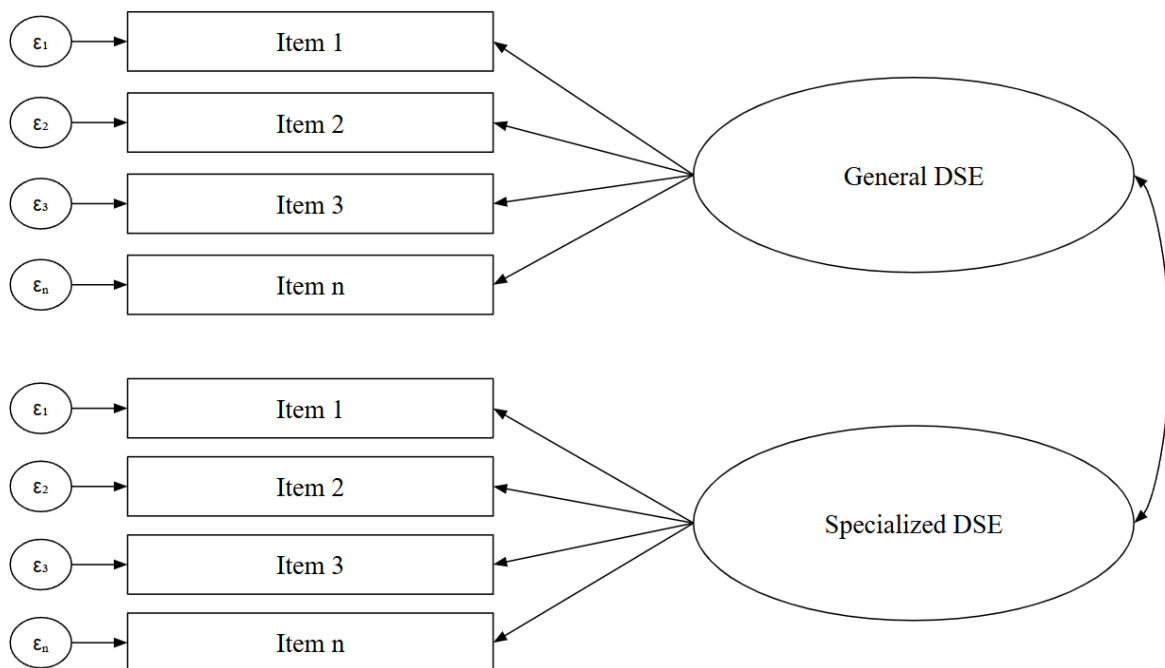 ε₁
Item 1
ε₂
Item 2
General DSE
ε₃
Item 3
εₙ
Item n
ε₁
Item 1
ε₂
Item 2
Specialized DSE
ε₃
Item 3
εₙ
Item n